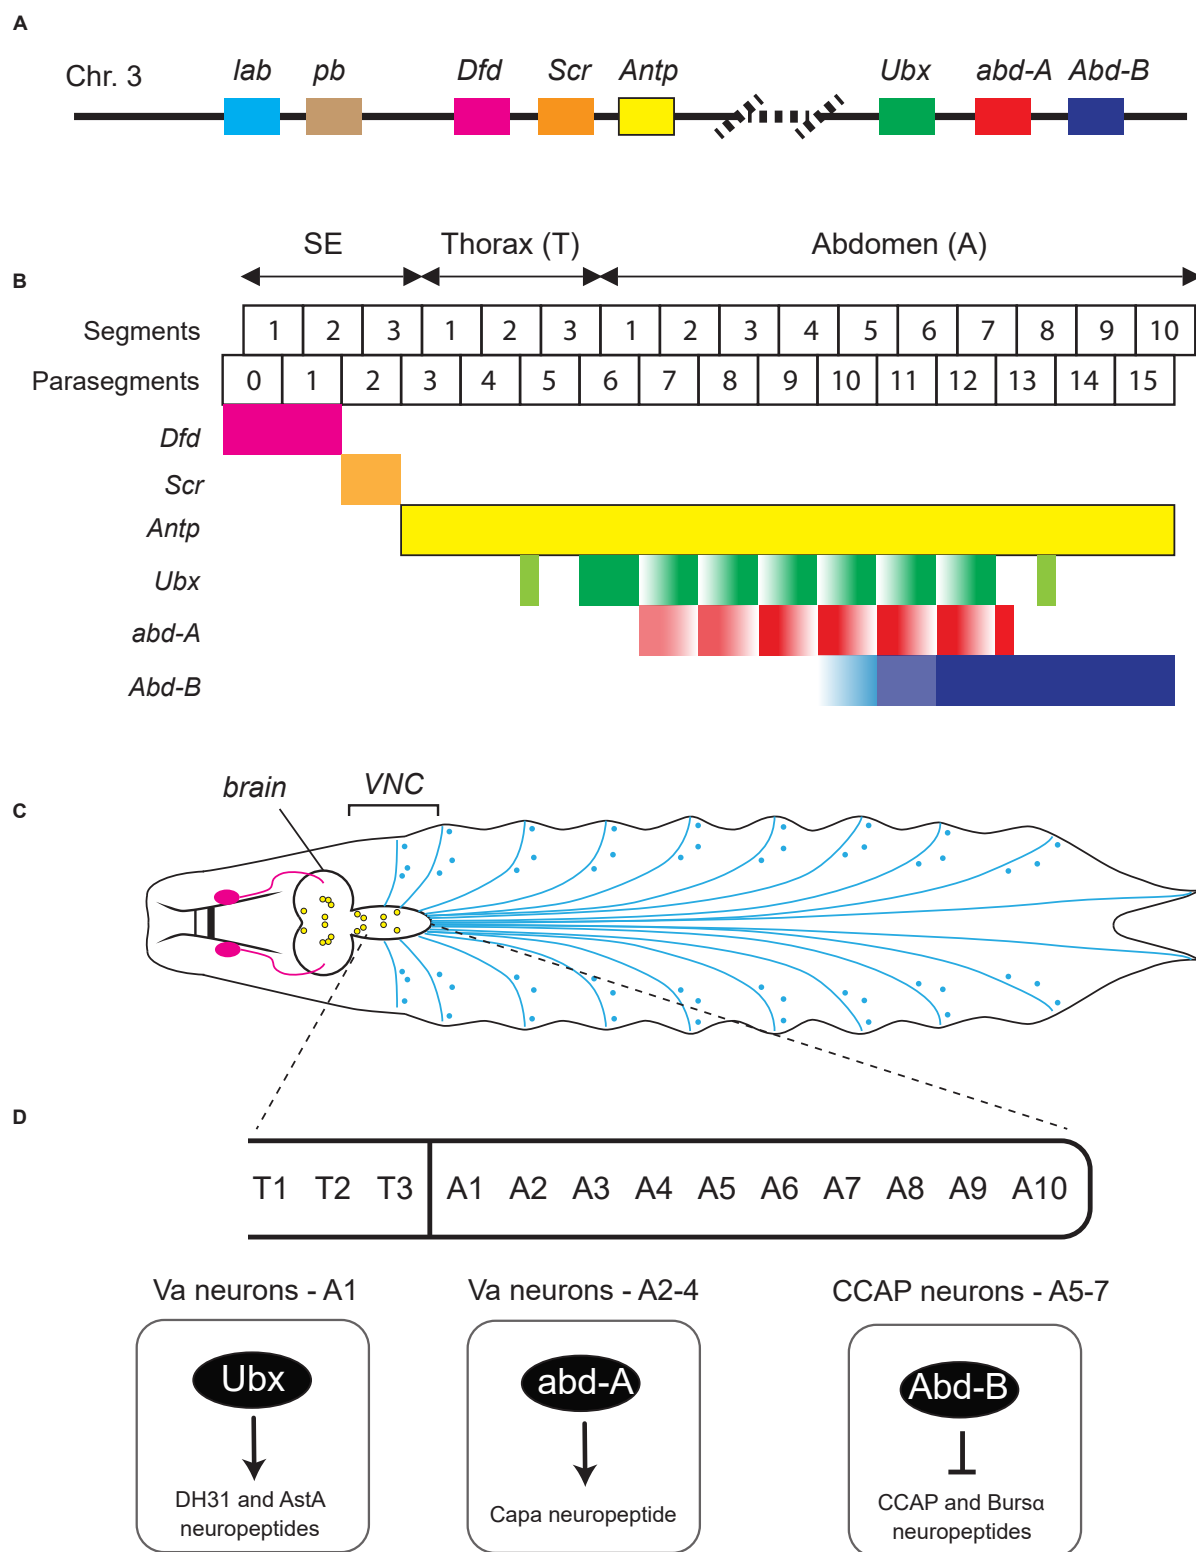 A
Chr. 3
lab pb Dfd Scr Antp Ubx abd-A Abd-B
SE Thorax (T) Abdomen (A)
B
Segments 1 2 3 1 2 3 1 2 3 4 5 6 7 8 9 10
Parasegments 0 1 2 3 4 5 6 7 8 9 10 11 12 13 14 15
Dfd
Scr
Antp
Ubx
abd-A
Abd-B
C
brain VNC
D
T1 T2 T3 A1 A2 A3 A4 A5 A6 A7 A8 A9 A10
Va neurons - A1
Ubx
DH31 and AstA
neuropeptides
Va neurons - A2-4
abd-A
Capa neuropeptide
CCAP neurons - A5-7
Abd-B
CCAP and Bursα
neuropeptides